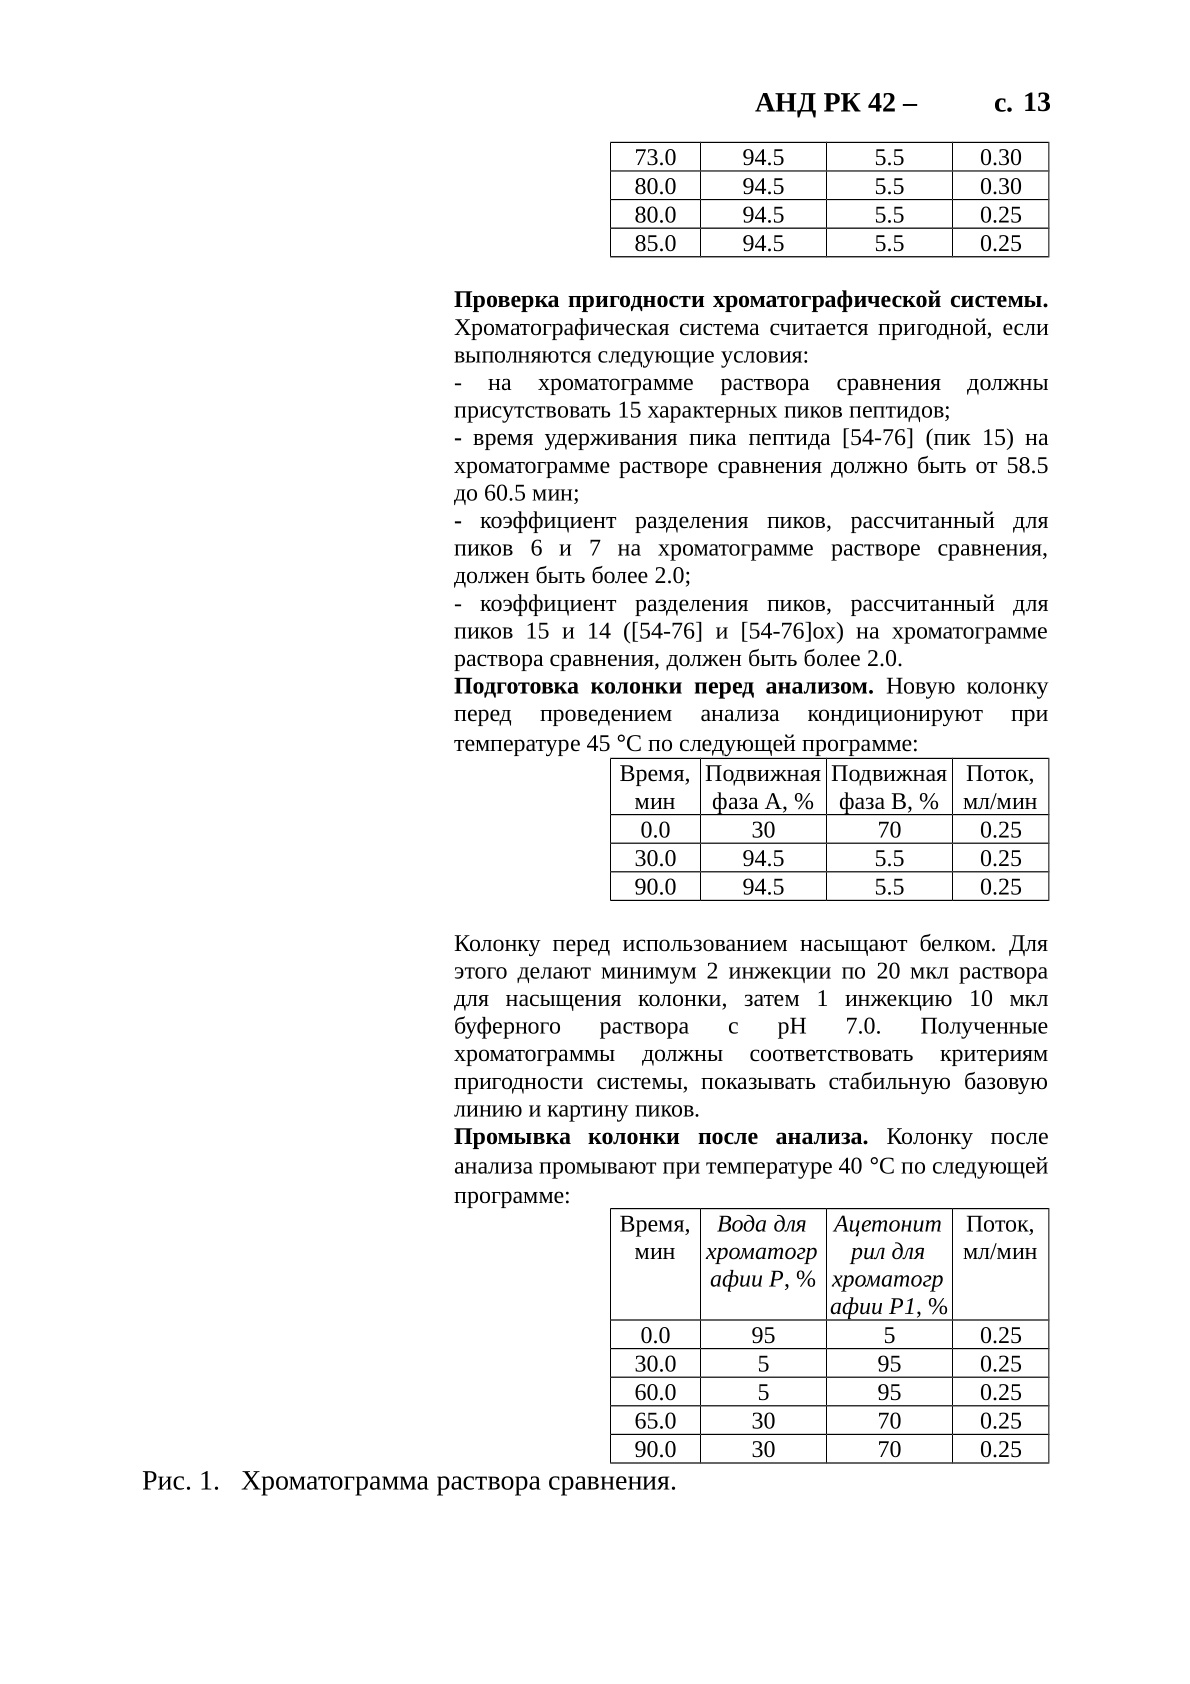 АНД РК 42 – с. 13
73.0 94.5 5.5 0.30
80.0 94.5 5.5 0.30
80.0 94.5 5.5 0.25
85.0 94.5 5.5 0.25
Проверка пригодности хроматографической системы.
Хроматографическая система считается пригодной, если
выполняются следующие условия:
- на хроматограмме раствора сравнения должны
присутствовать 15 характерных пиков пептидов;
- время удерживания пика пептида [54-76] (пик 15) на
хроматограмме растворе сравнения должно быть от 58.5
до 60.5 мин;
- коэффициент разделения пиков, рассчитанный для
пиков 6 и 7 на хроматограмме растворе сравнения,
должен быть более 2.0;
- коэффициент разделения пиков, рассчитанный для
пиков 15 и 14 ([54-76] и [54-76]ox) на хроматограмме
раствора сравнения, должен быть более 2.0.
Подготовка колонки перед анализом. Новую колонку
перед проведением анализа кондиционируют при
температуре 45 °С по следующей программе:
Время, Подвижная Подвижная Поток,
мин фаза А, % фаза В, % мл/мин
0.0 30 70 0.25
30.0 94.5 5.5 0.25
90.0 94.5 5.5 0.25
Колонку перед использованием насыщают белком. Для
этого делают минимум 2 инжекции по 20 мкл раствора
для насыщения колонки, затем 1 инжекцию 10 мкл
буферного раствора с рН 7.0. Полученные
хроматограммы должны соответствовать критериям
пригодности системы, показывать стабильную базовую
линию и картину пиков.
Промывка колонки после анализа. Колонку после
анализа промывают при температуре 40 °С по следующей
программе:
Время, Вода для Ацетонит Поток,
мин хроматогр рил для мл/мин
афии Р, % хроматогр
афии Р1, %
0.0 95 5 0.25
30.0 5 95 0.25
60.0 5 95 0.25
65.0 30 70 0.25
90.0 30 70 0.25
Рис. 1. Хроматограмма раствора сравнения.